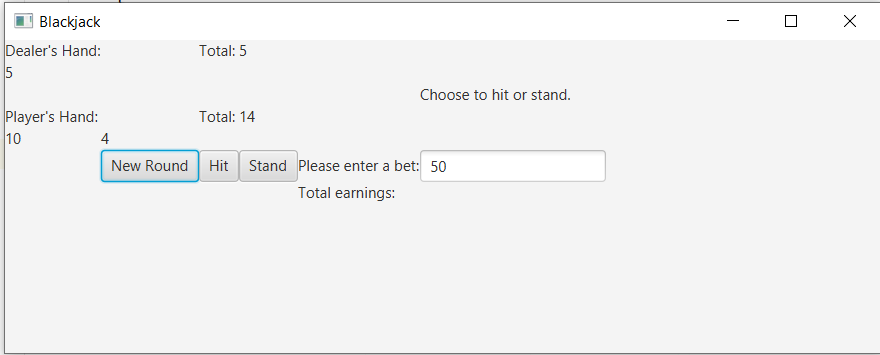 Blackjack
Dealer's Hand: Total: 5
5
Choose to hit or stand.
Player's Hand: Total: 14
10 4
New Round Hit Stand Please enter a bet: 50
Total earnings: